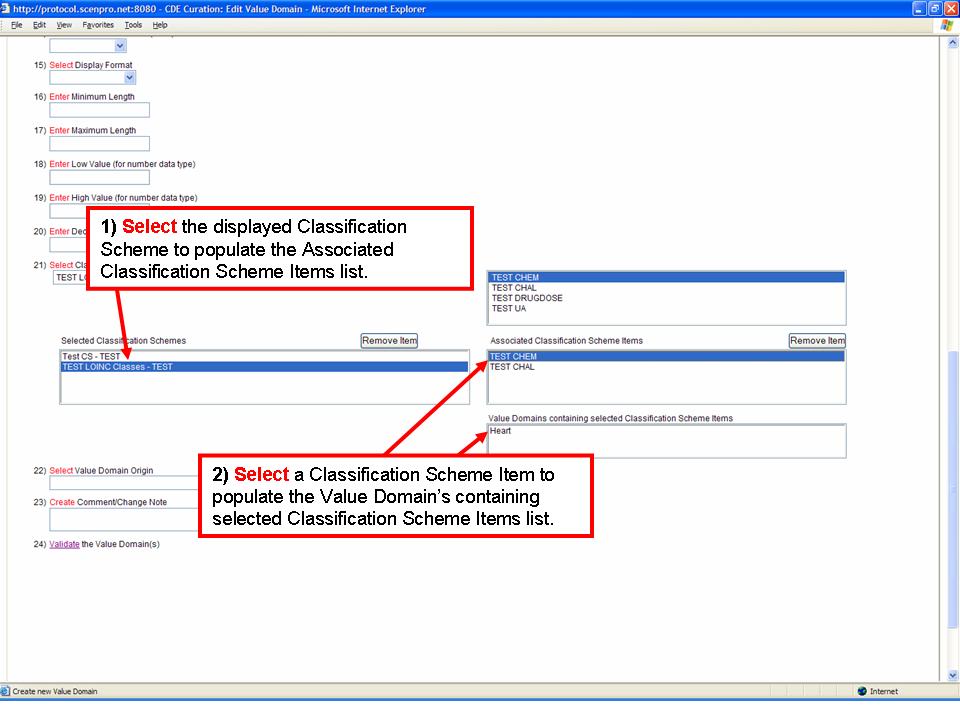 http://protocol.scenpro.net:8080 - CDE Curation: Edit Value Domain - Microsoft Internet Explorer
File Edit View Favorites Tools Help
15) Select Display Format
16) Enter Minimum Length
17) Enter Maximum Length
18) Enter Low Value (for number data type)
19) Enter High Value (for number data type)
20) Enter Dec
21) Select Cla
TEST LO
1) Select the displayed Classification
Scheme to populate the Associated
Classification Scheme Items list.
TEST CHEM
TEST CHAL
TEST DRUGDOSE
TEST UA
Selected Classification Schemes Remove Item
Associated Classification Scheme Items Remove Item
Test CS - TEST
TEST LOINC Classes - TEST
TEST CHEM
TEST CHAL
Value Domains containing selected Classification Scheme Items
Heart
22) Select Value Domain Origin
23) Create Comment/Change Note
2) Select a Classification Scheme Item to
populate the Value Domain's containing
selected Classification Scheme Items list.
24) Validate the Value Domain(s)
Create new Value Domain
Internet